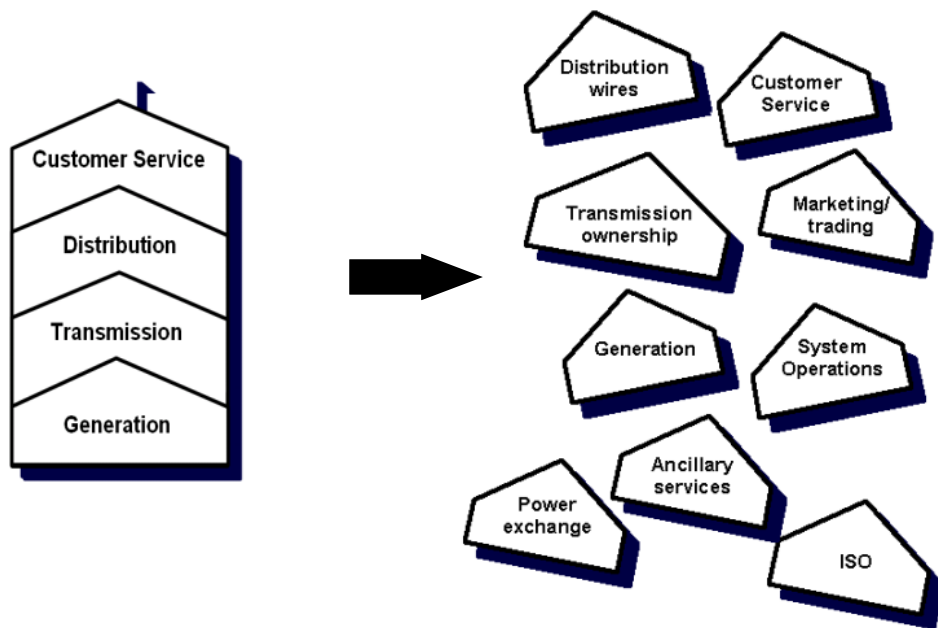 Customer Service
Distribution
Transmission
Generation
Distribution
wires
Customer
Service
Transmission
ownership
Marketing/
trading
Generation
System
Operations
Ancillary
services
Power
exchange
ISO